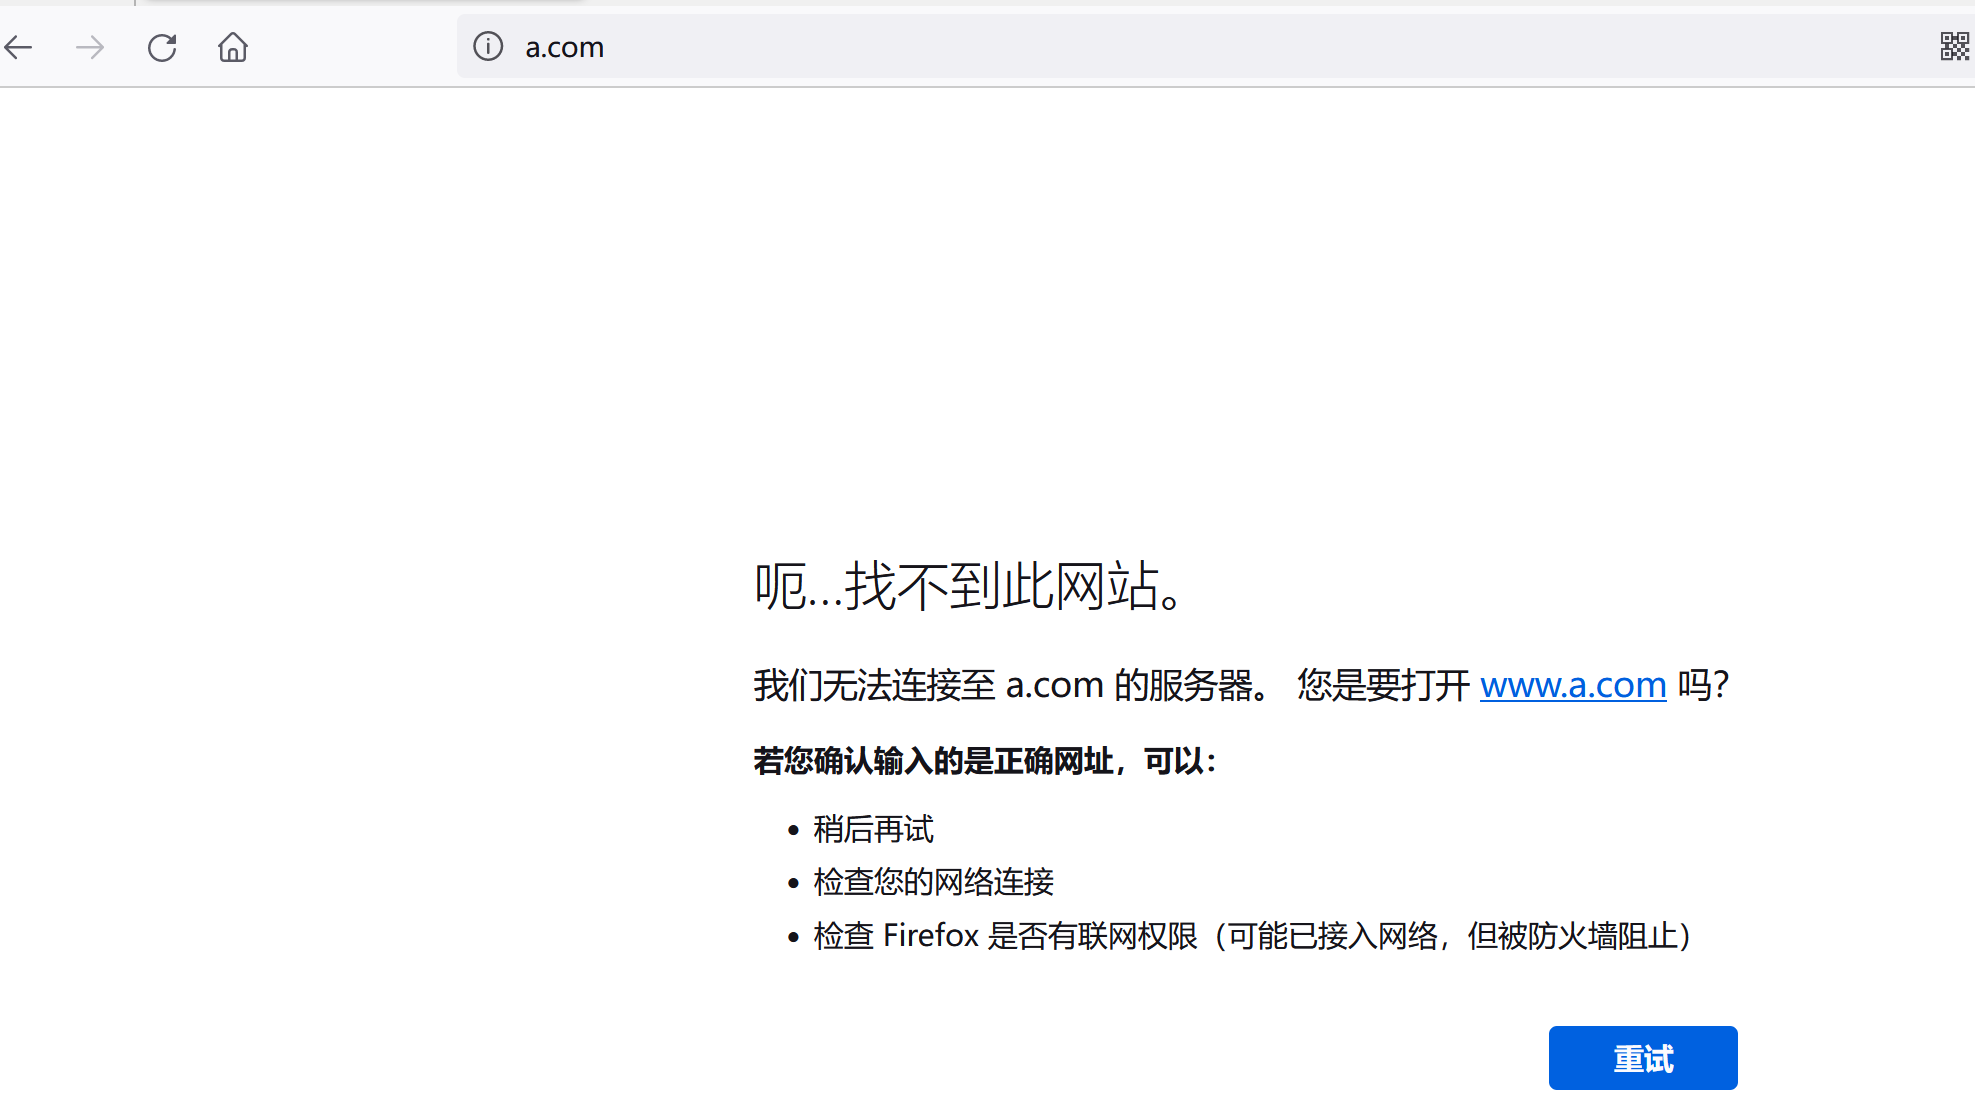 a.com
呃...找不到此网站。
我们无法连接至 a.com 的服务器。 您是要打开 www.a.com 吗？
若您确认输入的是正确网址，可以：
• 稍后再试
• 检查您的网络连接
• 检查 Firefox 是否有联网权限（可能已接入网络，但被防火墙阻止）
重试